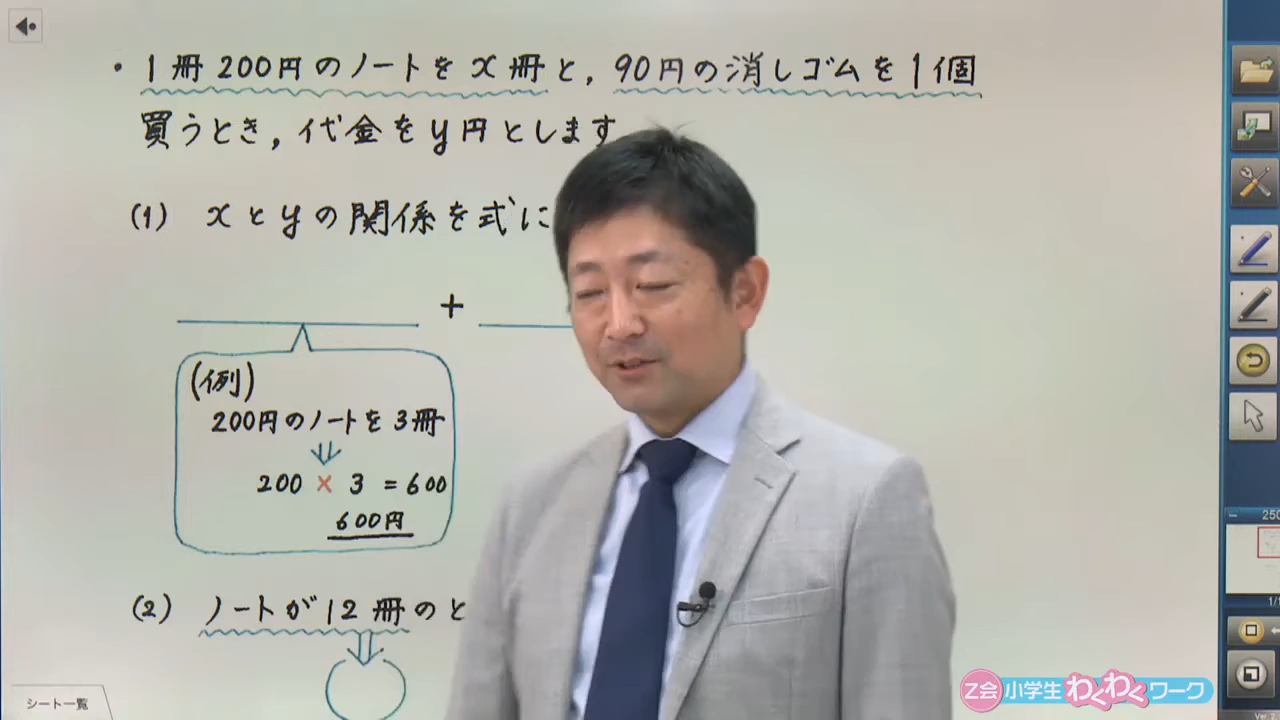 ・1冊200円のノートをx冊と,90円の消しゴムを1個
買うとき,代金をy円とします
(1) xとyの関係を式に
+
(例)
200円のノートを3冊
200 × 3 = 600
600円
(2) ノートが12冊のと
シート一覧
250
1/1
Z会 小学生 わくわく ワーク